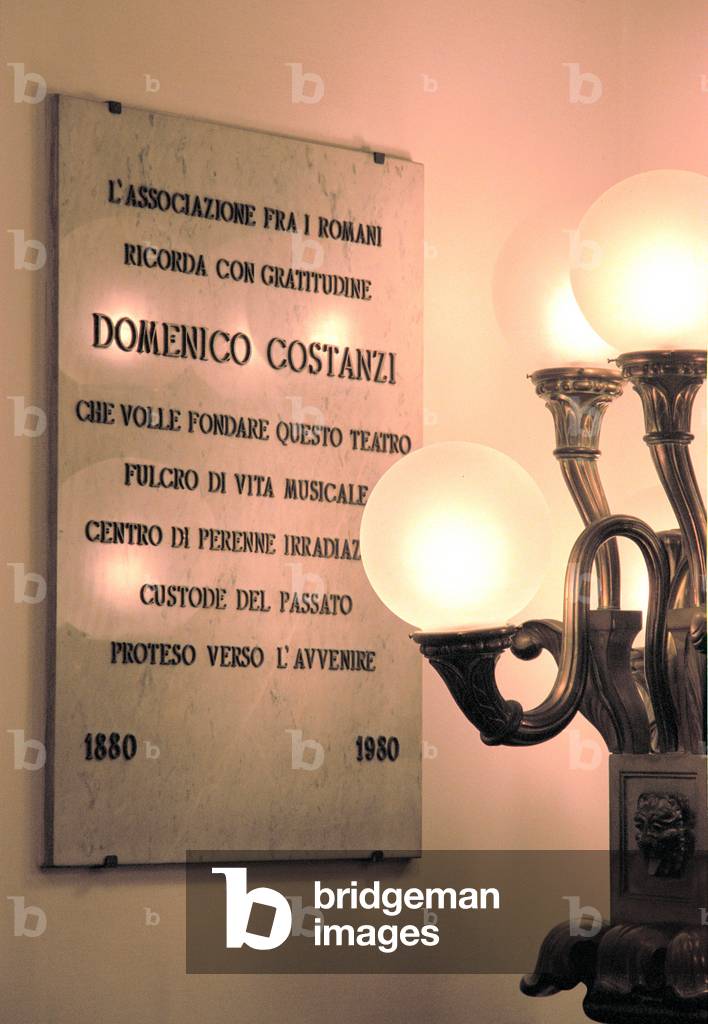 L'ASSOCIAZIONE FRA I ROMANI
RICORDA CON GRATITUDINE
DOMENICO COSTANZI
CHE VOLLE FONDARE QUESTO TEATRO
FULCRO DI VITA MUSICALE
CENTRO DI PERENNE
CUSTODE DEL PASSATO
PROTESO VERSO L'AVVENIRE
1880 1980
b bridgeman
images